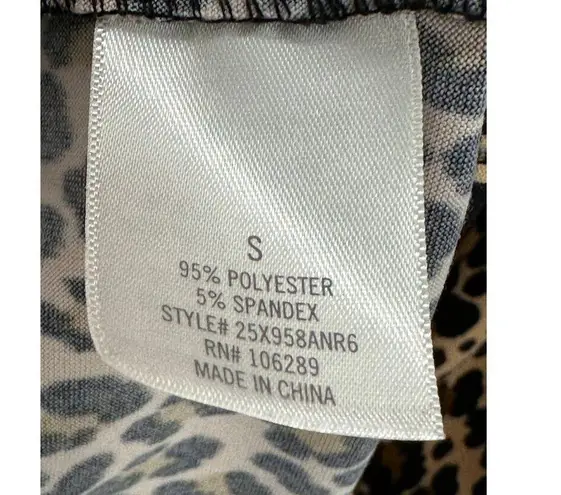 S
95% POLYESTER
5% SPANDEX
STYLE# 25X958ANR6
RN# 106289
MADE IN CHINA